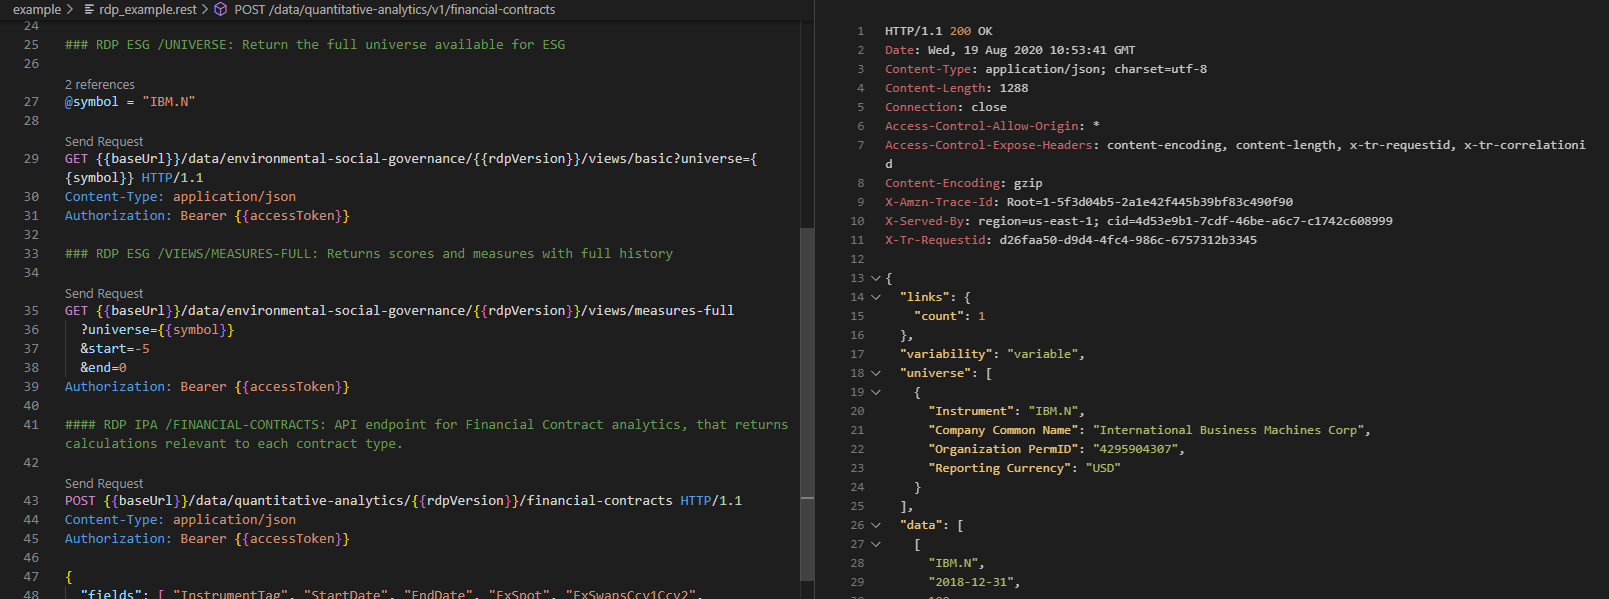 example > rdp_example.rest > POST /data/quantitative-analytics/v1/financial-contracts
24
25 ### RDP ESG /UNIVERSE: Return the full universe available for ESG
26
2 references
27 @symbol = "IBM.N"
28
Send Request
29 GET {{baseUrl}}/data/environmental-social-governance/{{rdpVersion}}/views/basic?universe={
{symbol}} HTTP/1.1
30 Content-Type: application/json
31 Authorization: Bearer {{accessToken}}
32
33 ### RDP ESG /VIEWS/MEASURES-FULL: Returns scores and measures with full history
34
Send Request
35 GET {{baseUrl}}/data/environmental-social-governance/{{rdpVersion}}/views/measures-full
36 ?universe={{symbol}}
37 &start=-5
38 &end=0
39 Authorization: Bearer {{accessToken}}
40
41 #### RDP IPA /FINANCIAL-CONTRACTS: API endpoint for Financial Contract analytics, that returns
calculations relevant to each contract type.
42
Send Request
43 POST {{baseUrl}}/data/quantitative-analytics/{{rdpVersion}}/financial-contracts HTTP/1.1
44 Content-Type: application/json
45 Authorization: Bearer {{accessToken}}
46
47 {
48 "fields": [ "InstrumentTag", "StartDate", "EndDate", "FxSpot", "FxSwapsCcy1Ccy2",
1 HTTP/1.1 200 OK
2 Date: Wed, 19 Aug 2020 10:53:41 GMT
3 Content-Type: application/json; charset=utf-8
4 Content-Length: 1288
5 Connection: close
6 Access-Control-Allow-Origin: *
7 Access-Control-Expose-Headers: content-encoding, content-length, x-tr-requestid, x-tr-correlationi
d
8 Content-Encoding: gzip
9 X-Amzn-Trace-Id: Root=1-5f3d04b5-2a1e42f445b39bf83c490f90
10 X-Served-By: region=us-east-1; cid=4d53e9b1-7cdf-46be-a6c7-c1742c608999
11 X-Tr-Requestid: d26faa50-d9d4-4fc4-986c-6757312b3345
12
13 {
14 "links": {
15 "count": 1
16 },
17 "variability": "variable",
18 "universe": [
19 {
20 "Instrument": "IBM.N",
21 "Company Common Name": "International Business Machines Corp",
22 "Organization PermID": "4295904307",
23 "Reporting Currency": "USD"
24 }
25 ],
26 "data": [
27 [
28 "IBM.N",
29 "2018-12-31",